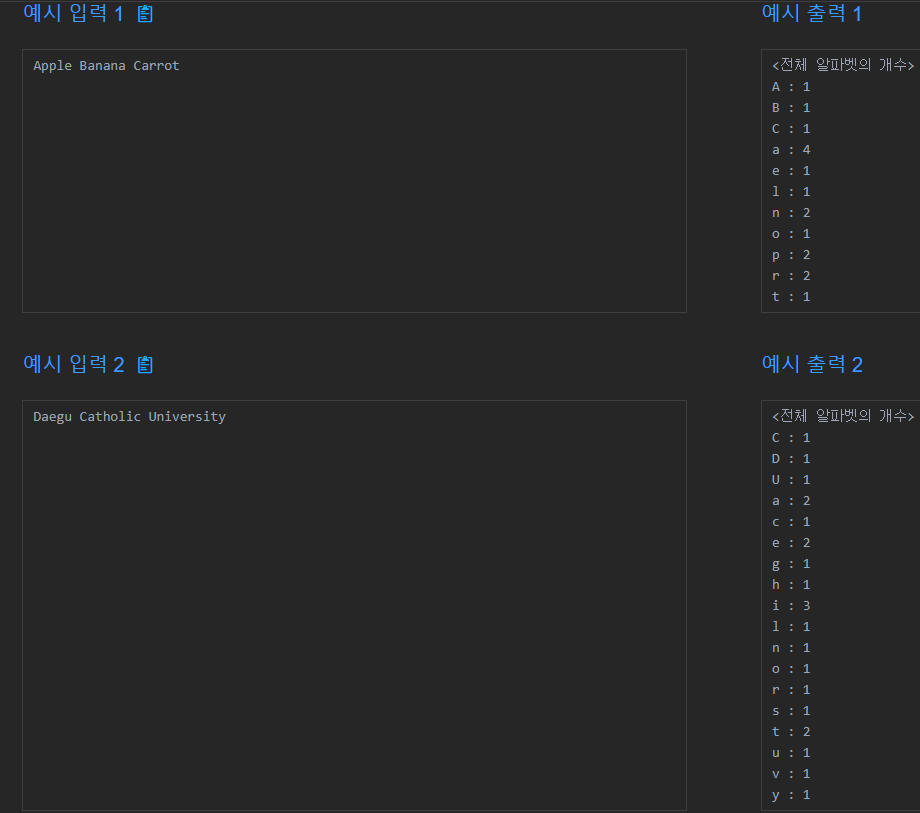 예시 입력 1
Apple Banana Carrot
예시 출력 1
<전체 알파벳의 개수>
A : 1
B : 1
C : 1
a : 4
e : 1
l : 1
n : 2
o : 1
p : 2
r : 2
t : 1
예시 입력 2
Daegu Catholic University
예시 출력 2
<전체 알파벳의 개수>
C : 1
D : 1
U : 1
a : 2
c : 1
e : 2
g : 1
h : 1
i : 3
l : 1
n : 1
o : 1
r : 1
s : 1
t : 2
u : 1
v : 1
y : 1